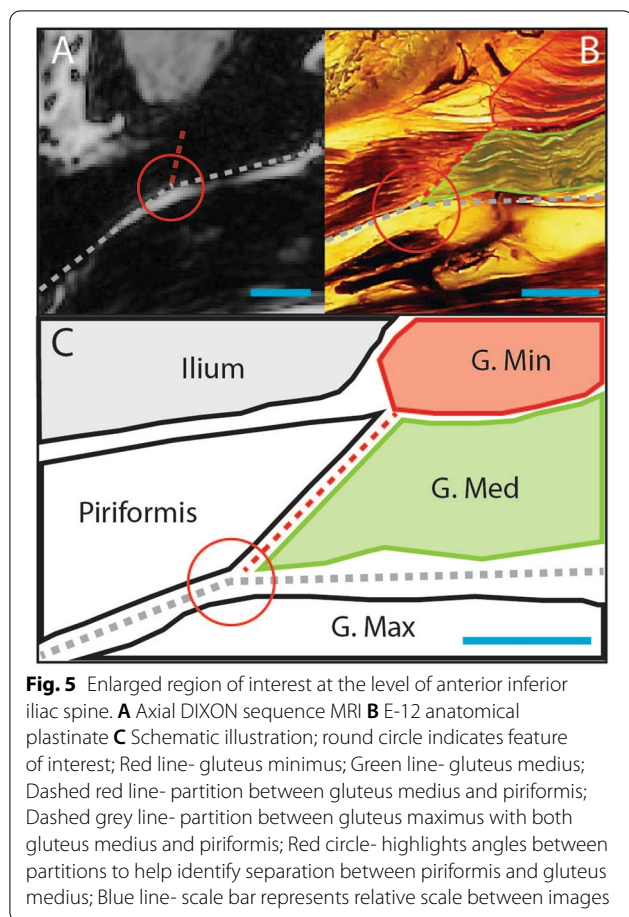 A
B
C
Ilium
G. Min
Piriformis
G. Med
G. Max
Fig. 5 Enlarged region of interest at the level of anterior inferior
iliac spine. A Axial DIXON sequence MRI B E-12 anatomical
plastinate C Schematic illustration; round circle indicates feature
of interest; Red line- gluteus minimus; Green line- gluteus medius;
Dashed red line- partition between gluteus medius and piriformis;
Dashed grey line- partition between gluteus maximus with both
gluteus medius and piriformis; Red circle- highlights angles between
partitions to help identify separation between piriformis and gluteus
medius; Blue line- scale bar represents relative scale between images